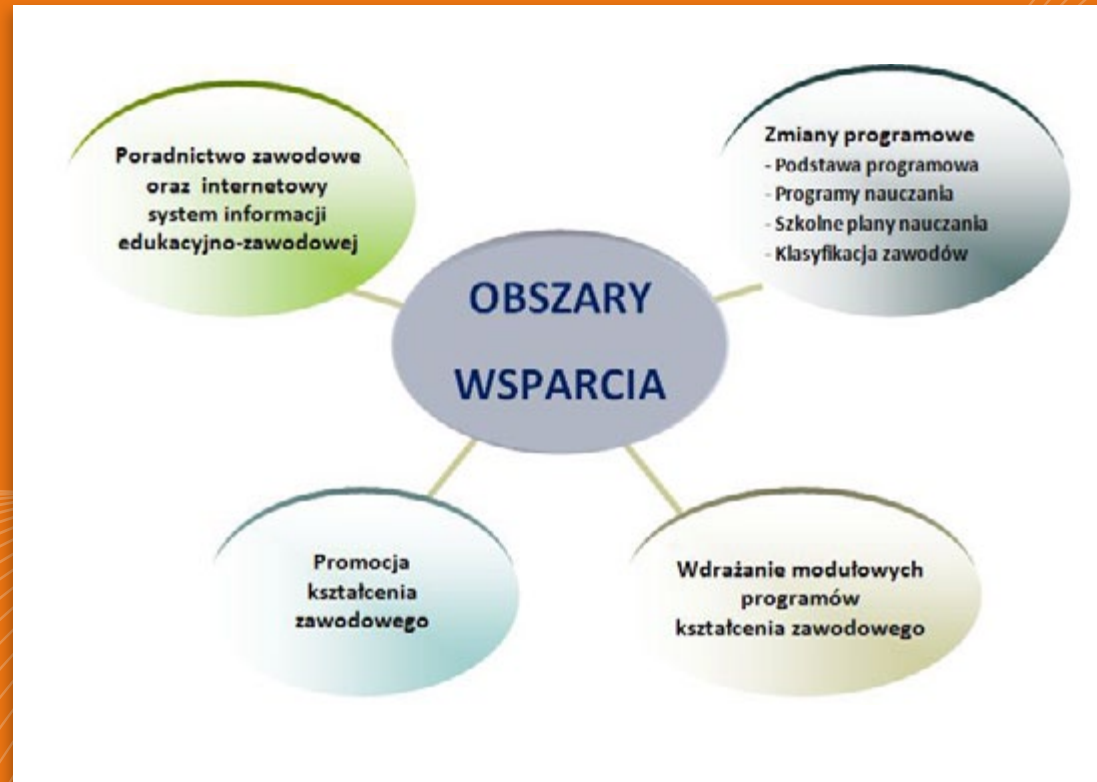 Poradnictwo zawodowe
oraz internetowy
system informacji
edukacyjno-zawodowej
Zmiany programowe
- Podstawa programowa
- Programy nauczania
- Szkolne plany nauczania
- Klasyfikacja zawodów
OBSZARY
WSPARCIA
Promocja
kształcenia
zawodowego
Wdrażanie modułowych
programów
kształcenia zawodowego